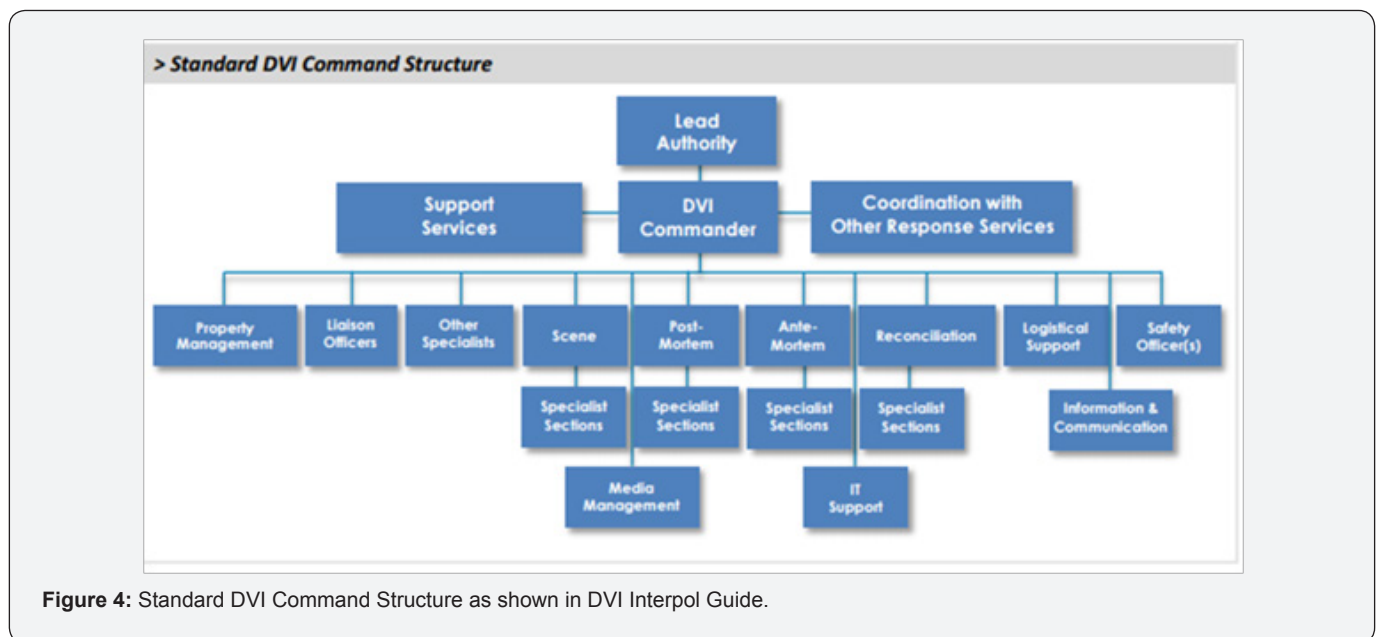 > Standard DVI Command Structure
Lead
Authority
Support
Services
DVI
Commander
Coordination with
Other Response Services
Property
Management
Liaison
Officers
Other
Specialists
Scene
Post-
Mortem
Ante-
Mortem
Reconciliation
Logistical
Support
Safety
Officer(s)
Specialist
Sections
Specialist
Sections
Specialist
Sections
Specialist
Sections
Information &
Communication
Media
Management
IT
Support
Figure 4: Standard DVI Command Structure as shown in DVI Interpol Guide.